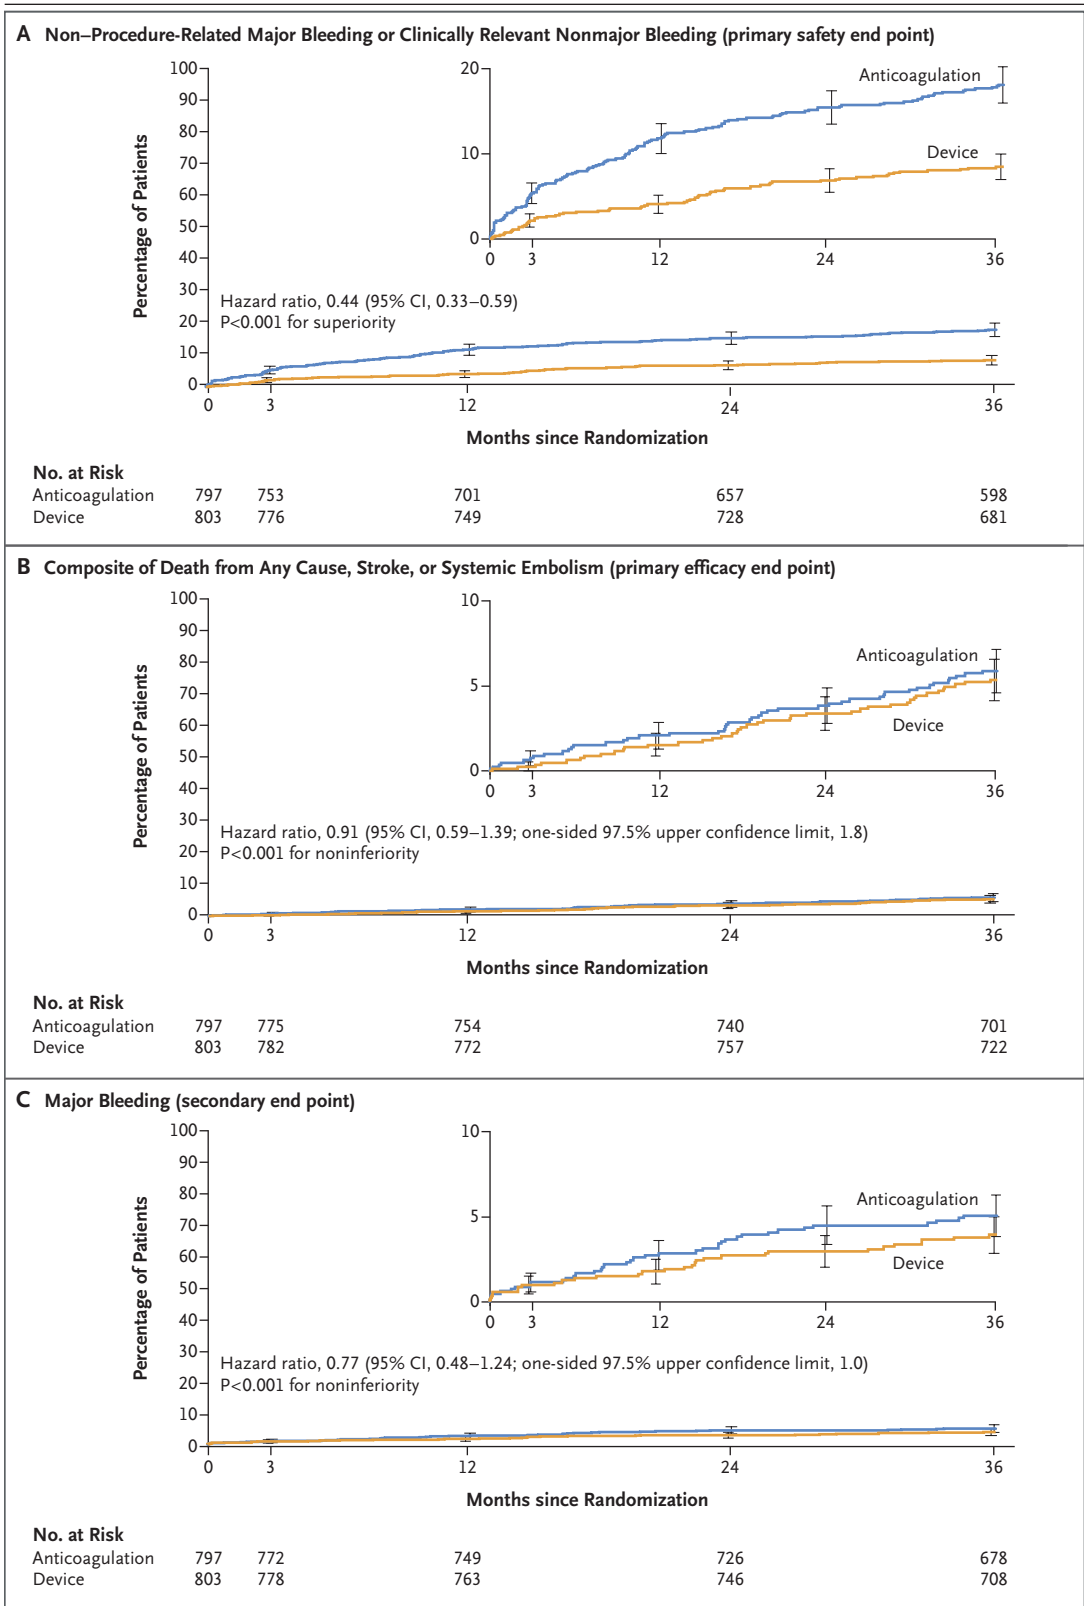 A Non–Procedure-Related Major Bleeding or Clinically Relevant Nonmajor Bleeding (primary safety end point)
Percentage of Patients
100
90
80
70
60
50
40
30
20
10
0
20
10
0
0 3 12 24 36
Anticoagulation
Device
Hazard ratio, 0.44 (95% CI, 0.33–0.59)
P<0.001 for superiority
0 3 12 24 36
Months since Randomization
No. at Risk
Anticoagulation 797 753 701 657 598
Device 803 776 749 728 681
B Composite of Death from Any Cause, Stroke, or Systemic Embolism (primary efficacy end point)
Percentage of Patients
100
90
80
70
60
50
40
30
20
10
0
10
5
0
0 3 12 24 36
Anticoagulation
Device
Hazard ratio, 0.91 (95% CI, 0.59–1.39; one-sided 97.5% upper confidence limit, 1.8)
P<0.001 for noninferiority
0 3 12 24 36
Months since Randomization
No. at Risk
Anticoagulation 797 775 754 740 701
Device 803 782 772 757 722
C Major Bleeding (secondary end point)
Percentage of Patients
100
90
80
70
60
50
40
30
20
10
0
10
5
0
0 3 12 24 36
Anticoagulation
Device
Hazard ratio, 0.77 (95% CI, 0.48–1.24; one-sided 97.5% upper confidence limit, 1.0)
P<0.001 for noninferiority
0 3 12 24 36
Months since Randomization
No. at Risk
Anticoagulation 797 772 749 726 678
Device 803 778 763 746 708